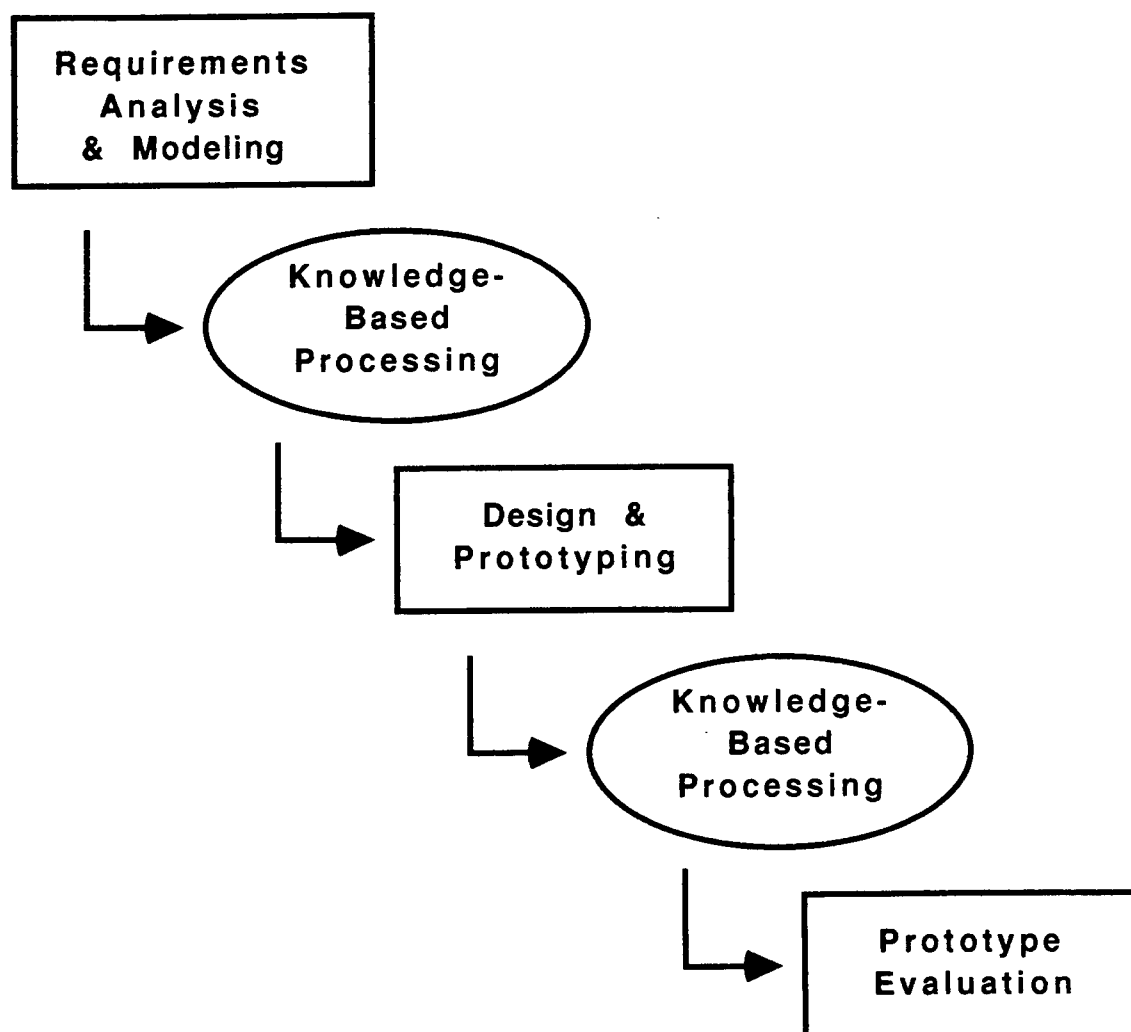 Requirements
Analysis
& Modeling
Knowledge-
Based
Processing
Design &
Prototyping
Knowledge-
Based
Processing
Prototype
Evaluation